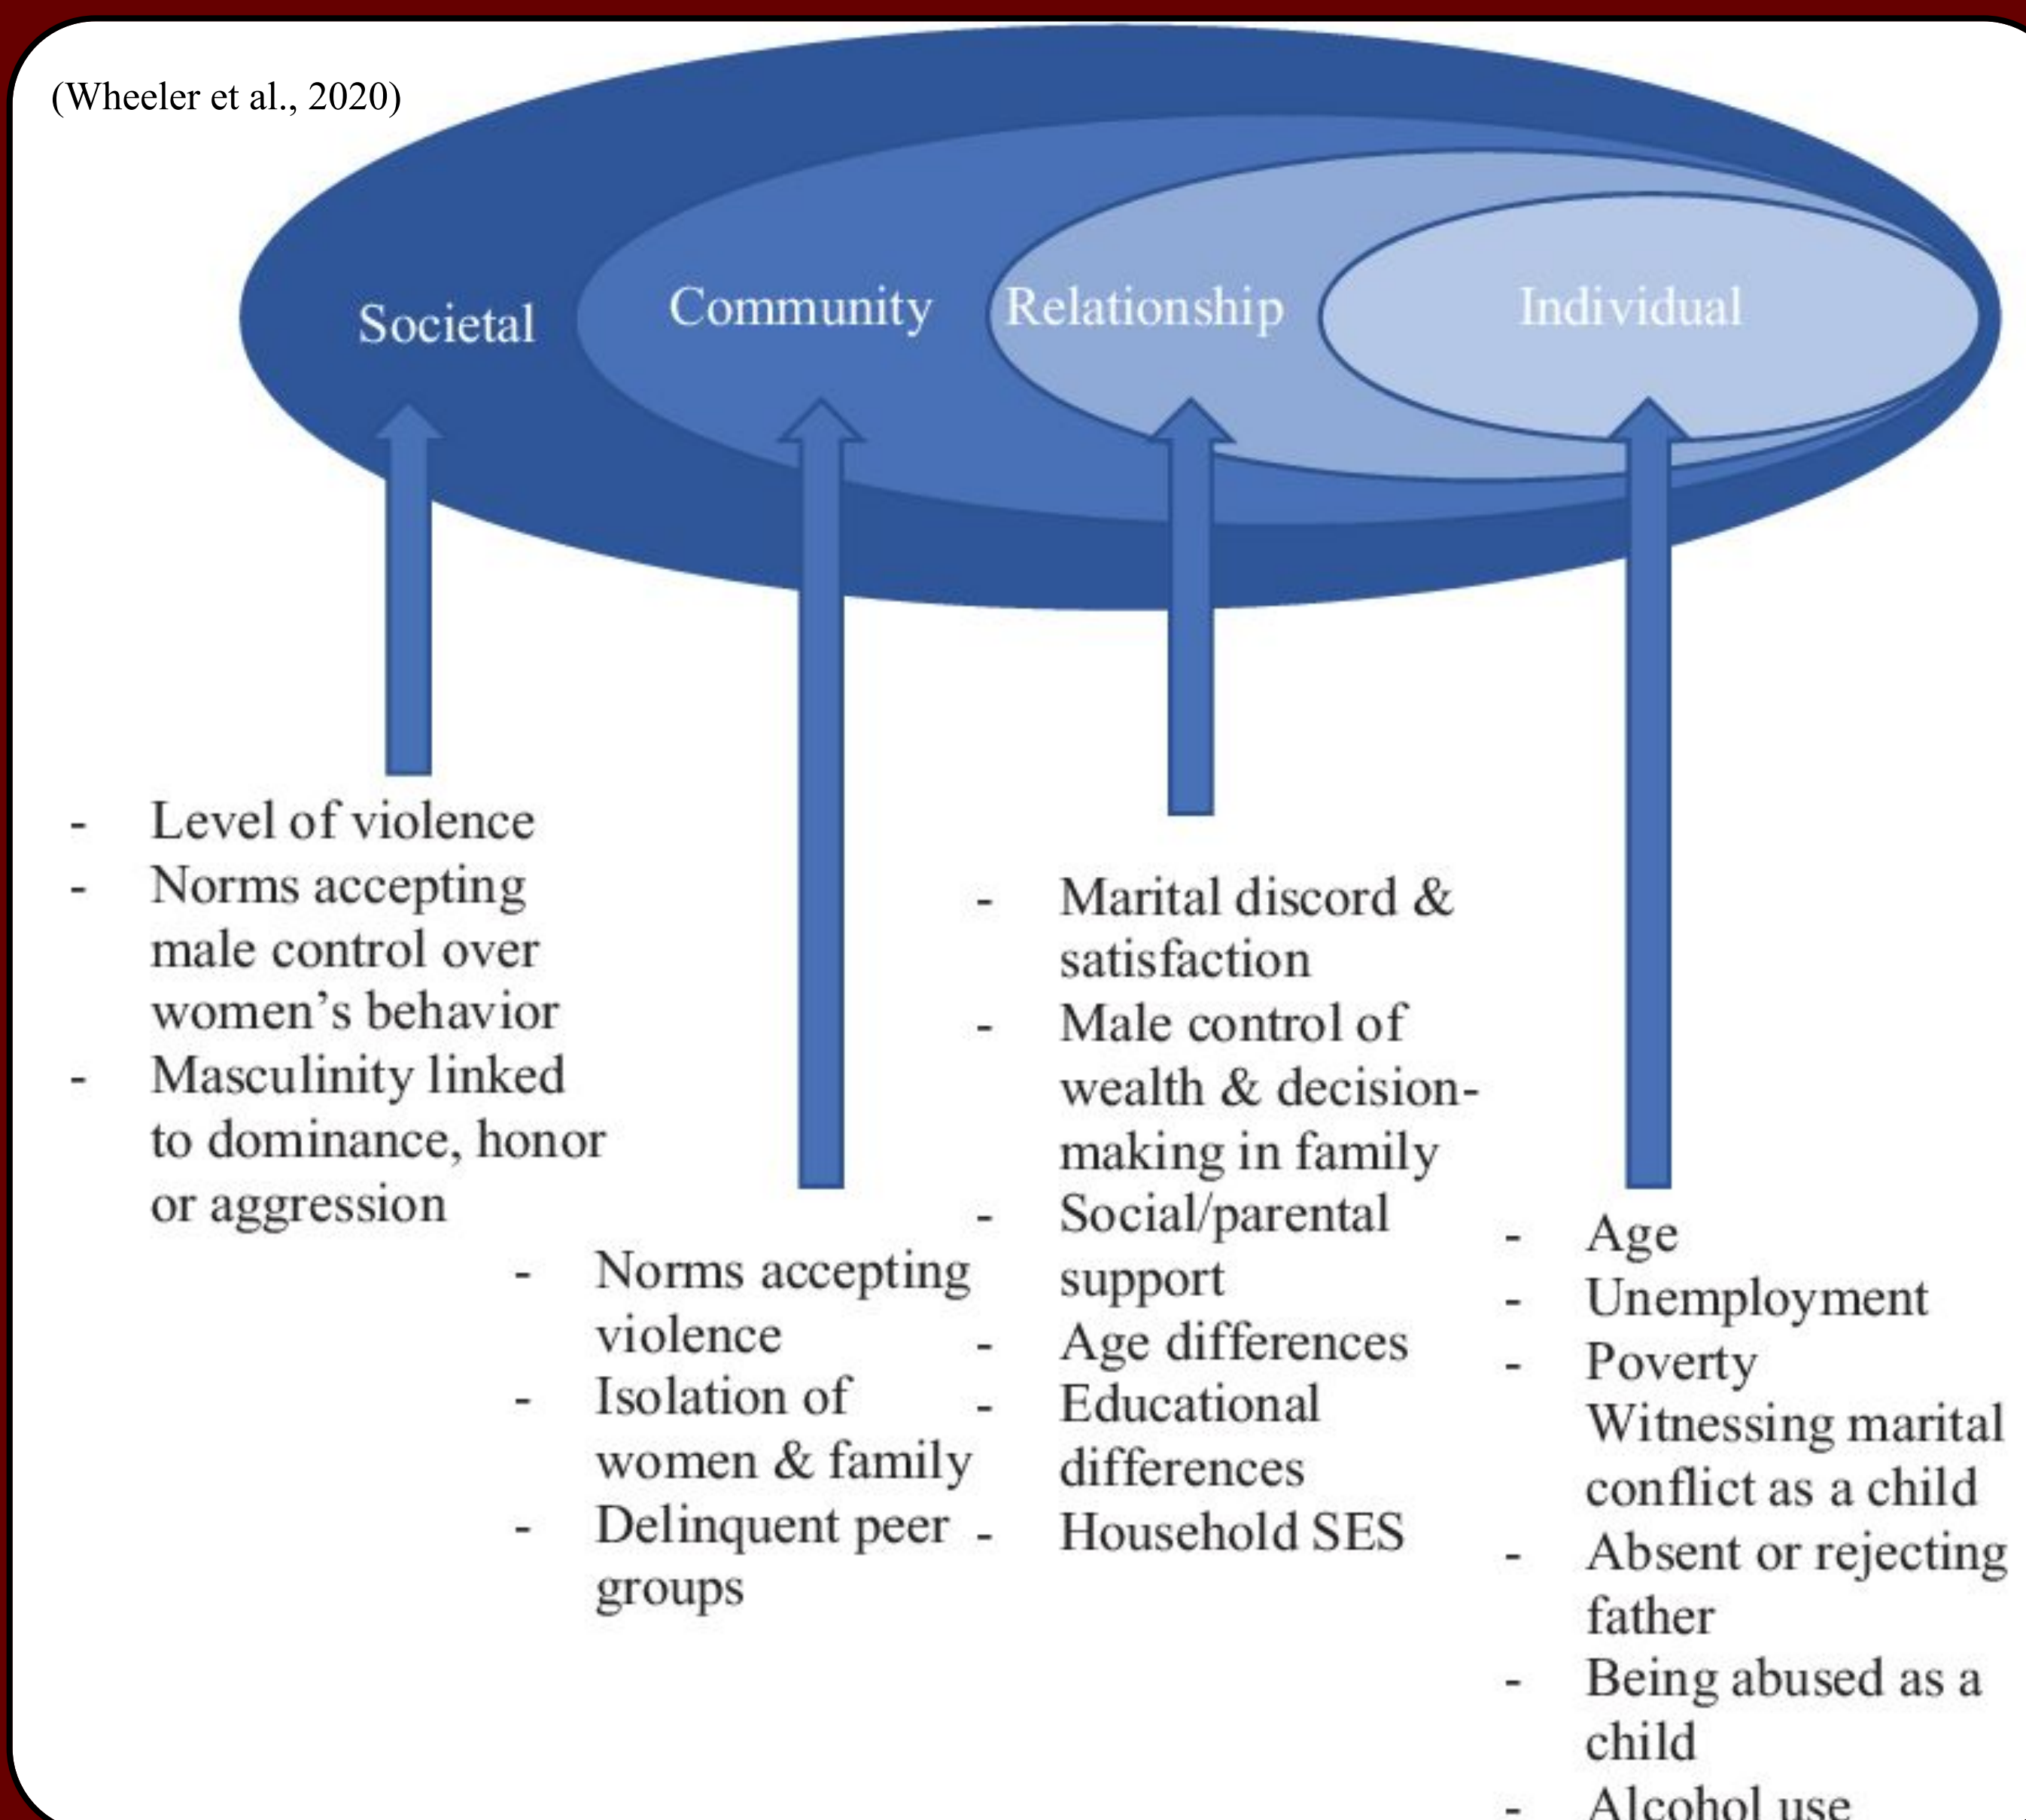 (Wheeler et al., 2020)
Societal
Community
Relationship
Individual
- Level of violence
- Norms accepting
male control over
women’s behavior
- Masculinity linked
to dominance, honor
or aggression
- Norms accepting
violence
- Isolation of
women & family
- Delinquent peer
groups
- Marital discord &
satisfaction
- Male control of
wealth & decision-
making in family
- Social/parental
support
- Age differences
- Educational
differences
- Household SES
- Age
- Unemployment
- Poverty
Witnessing marital
conflict as a child
- Absent or rejecting
father
- Being abused as a
child
- Alcohol use